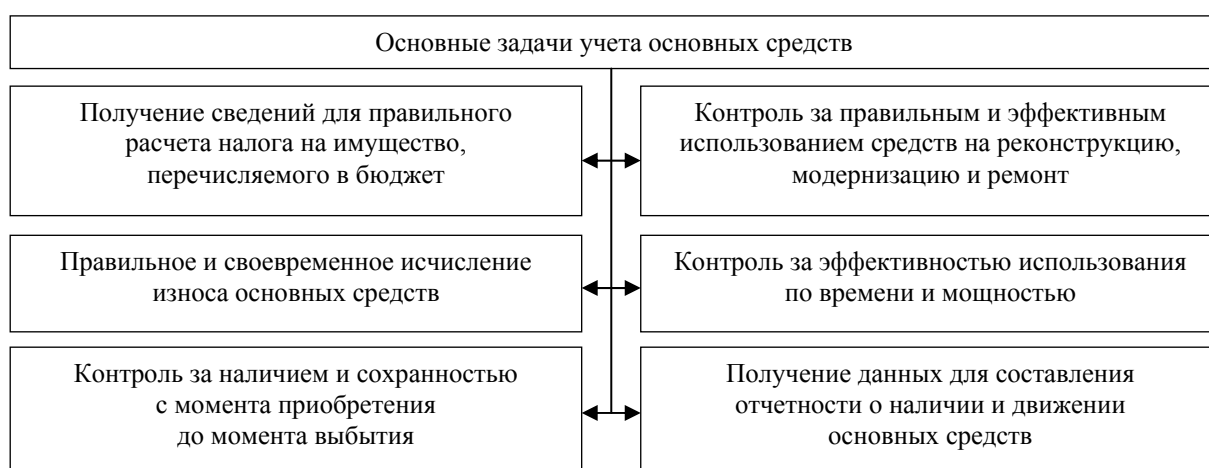 Основные задачи учета основных средств
Получение сведений для правильного
расчета налога на имущество,
перечисляемого в бюджет
Контроль за правильным и эффективным
использованием средств на реконструкцию,
модернизацию и ремонт
Правильное и своевременное исчисление
износа основных средств
Контроль за эффективностью использования
по времени и мощностью
Контроль за наличием и сохранностью
с момента приобретения
до момента выбытия
Получение данных для составления
отчетности о наличии и движении
основных средств